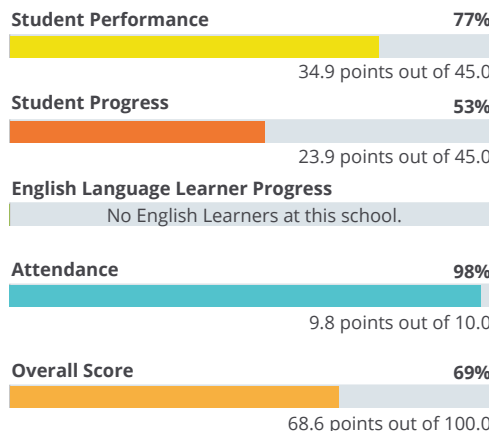 Student Performance 77%
34.9 points out of 45.0
Student Progress 53%
23.9 points out of 45.0
English Language Learner Progress
No English Learners at this school.
Attendance 98%
9.8 points out of 10.0
Overall Score 69%
68.6 points out of 100.0